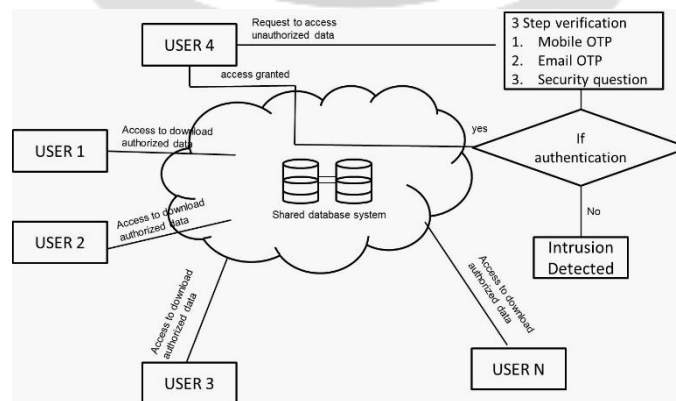 USER 4
Request to access
unauthorized data
3 Step verification
1. Mobile OTP
2. Email OTP
3. Security question
access granted
USER 1
Access to download
authorized data
yes
If
authentication
Shared database system
USER 2
Access to download
authorized data
No
Intrusion
Detected
Access to download
authorized data
USER 3
Access to download
authorized data
USER N